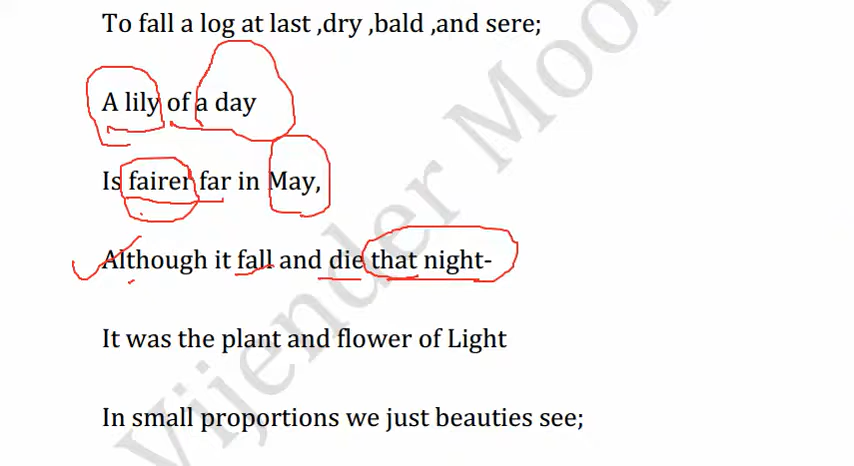 To fall a log at last ,dry ,bald ,and sere;
A lily of a day
Is fairer far in May,
Although it fall and die that night-
It was the plant and flower of Light
In small proportions we just beauties see;
Vijender Moo